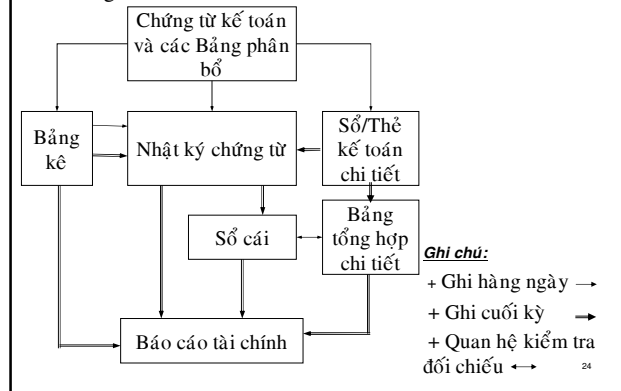 Chứng từ kế toán
và các Bảng phân
bổ
Bảng
kê
Nhật ký chứng từ
Sổ/Thẻ
kế toán
chi tiết
Sổ cái
Bảng
tổng hợp
chi tiết
Báo cáo tài chính
Ghi chú:
+ Ghi hàng ngày →
+ Ghi cuối kỳ ⇒
+ Quan hệ kiểm tra
đối chiếu ↔
24